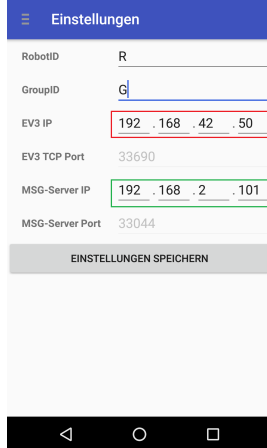 Einstellungen
RobotID R
GroupID G
EV3 IP 192 . 168 . 42 . 50
EV3 TCP Port 33690
MSG-Server IP 192 . 168 . 2 . 101
MSG-Server Port 33044
EINSTELLUNGEN SPEICHERN